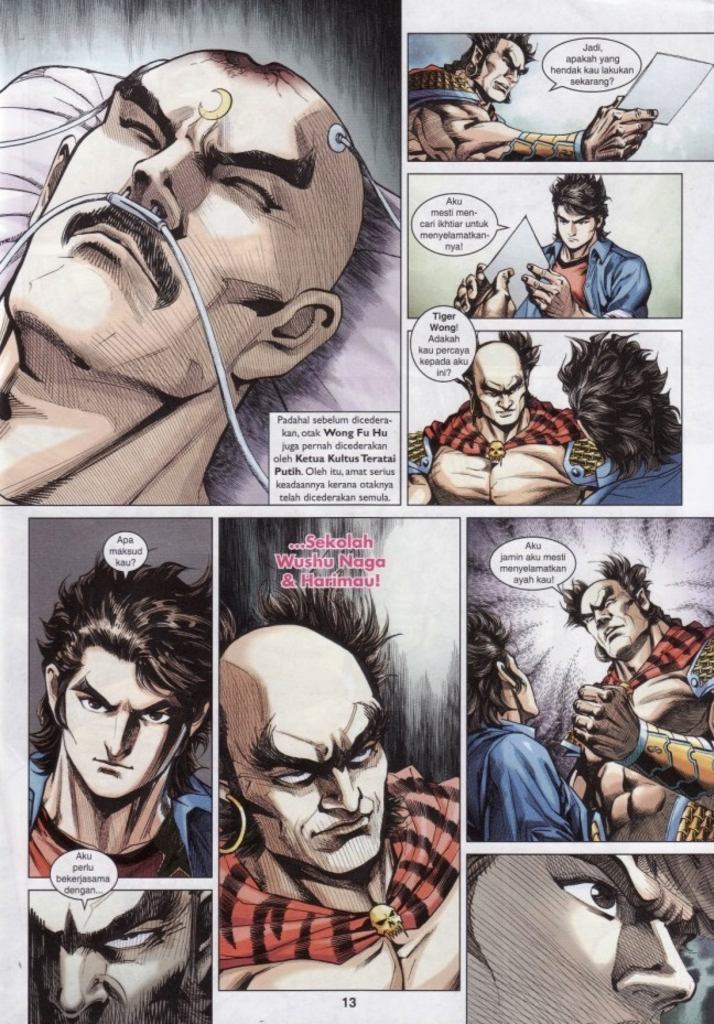 Jadi,
apakah yang
hendak kau lakukan
sekarang?
Aku
mesti men-
cari ikhtiar untuk
menyelamatkan-
nya!
Tiger
Wong!
Adakah
kau percaya
kepada aku
ini?
Padahal sebelum dicedera-
kan, otak Wong Fu Hu
juga pernah dicederakan
oleh Ketua Kultus Teratai
Putih. Oleh itu, amat serius
keadaannya kerana otaknya
telah dicederakan semula.
Apa
maksud
kau?
Aku
perlu
bekerjasama
dengan...
...Sekolah
Wushu Naga
& Harimau!
Aku
jamin aku mesti
menyelamatkan
ayah kau!
13